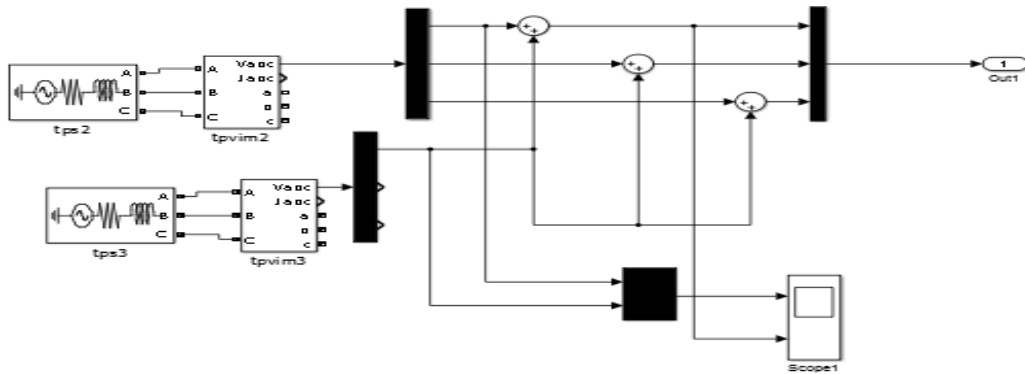 Vabc
Iabc
A
A
a
B
B
b
C
C
c
tps2
tpvim2
+
+
+
+
+
+
1
Out1
Vabc
Iabc
A
A
a
B
B
b
C
C
c
tps3
tpvim3
Scope1